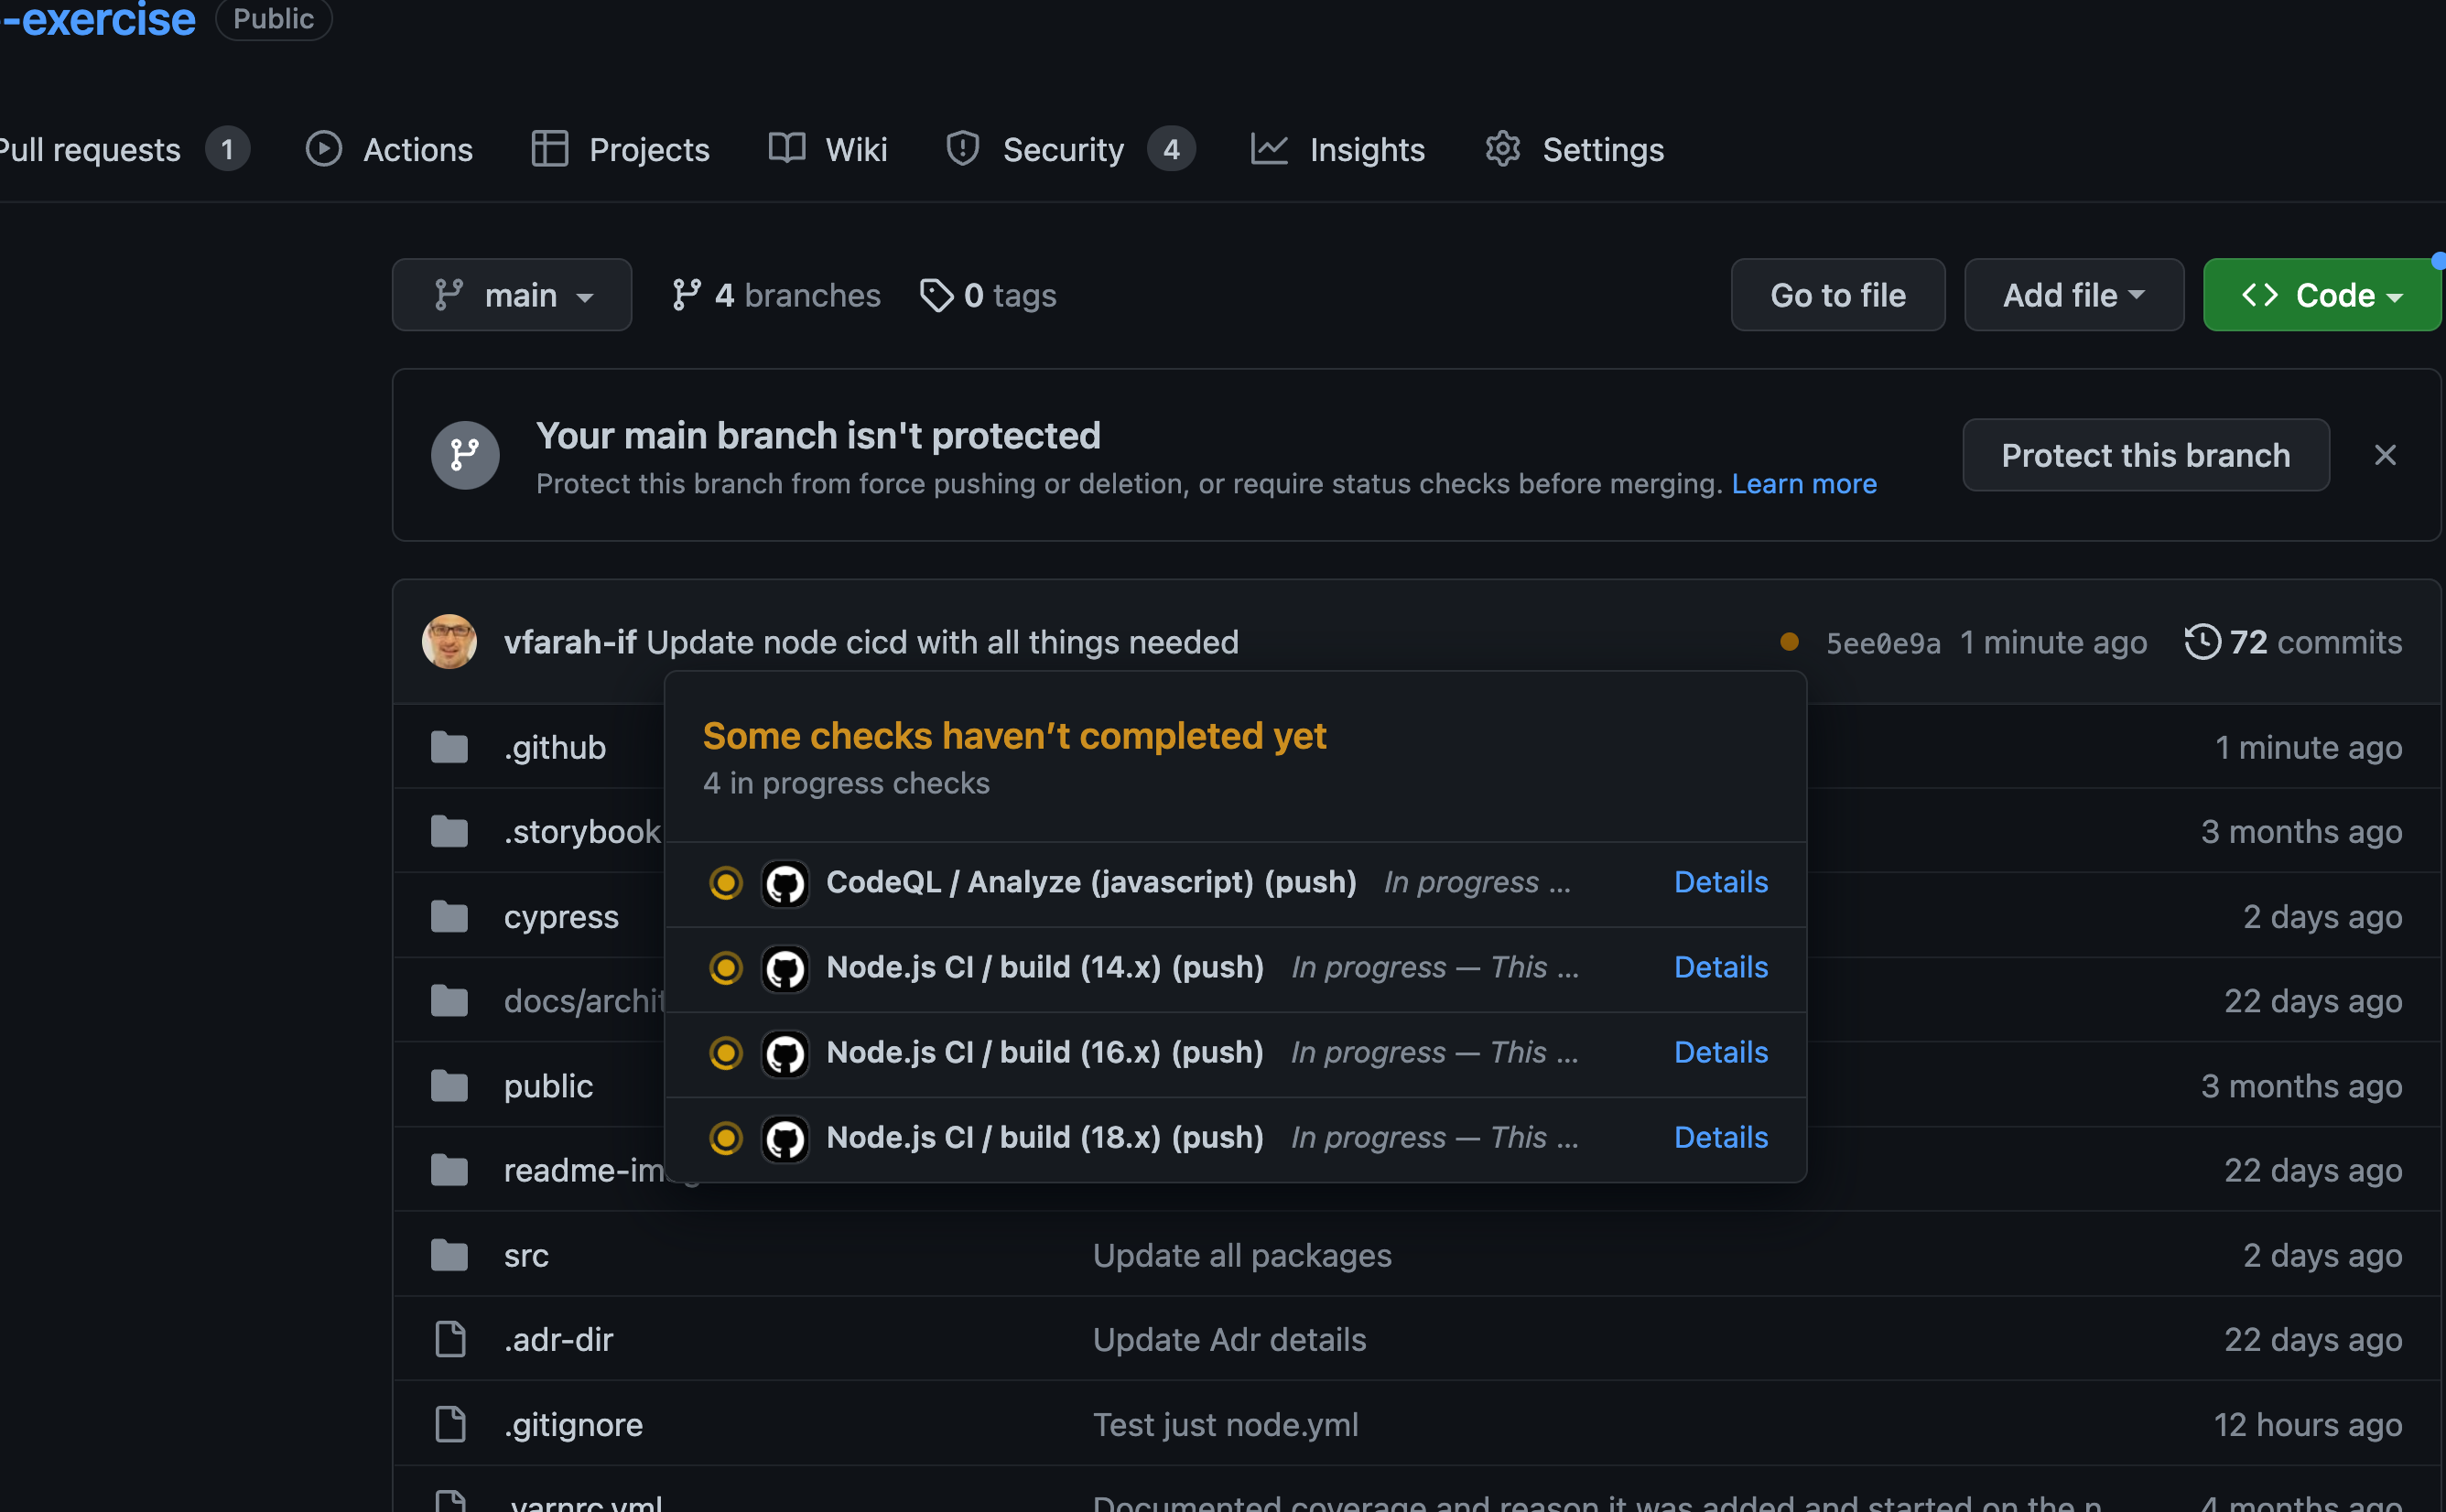 -exercise Public
Pull requests 1 Actions Projects Wiki Security 4 Insights Settings
main 4 branches 0 tags Go to file Add file Code
Your main branch isn't protected
Protect this branch from force pushing or deletion, or require status checks before merging. Learn more
Protect this branch
vfarah-if Update node cicd with all things needed 5ee0e9a 1 minute ago 72 commits
Some checks haven’t completed yet
4 in progress checks
CodeQL / Analyze (javascript) (push) In progress ... Details
Node.js CI / build (14.x) (push) In progress — This ... Details
Node.js CI / build (16.x) (push) In progress — This ... Details
Node.js CI / build (18.x) (push) In progress — This ... Details
.github 1 minute ago
.storybook 3 months ago
cypress 2 days ago
docs/archit 22 days ago
public 3 months ago
readme-imag 22 days ago
src Update all packages 2 days ago
.adr-dir Update Adr details 22 days ago
.gitignore Test just node.yml 12 hours ago
.yarnrc.yml Documented coverage and reason it was added and started on the n 4 months ago